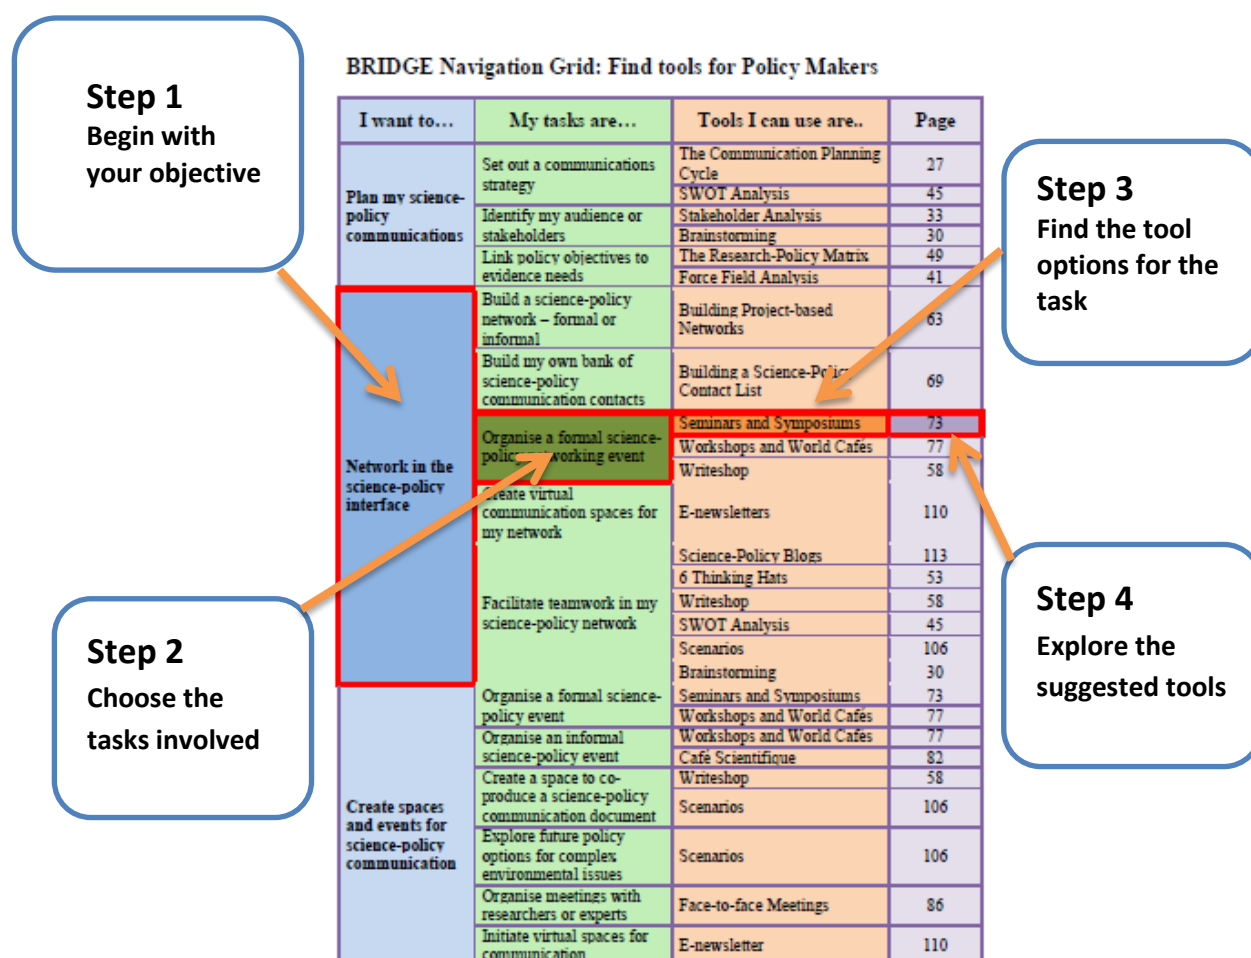 BRIDGE Navigation Grid: Find tools for Policy Makers
Step 1
Begin with
your objective
I want to...
My tasks are...
Tools I can use are..
Page
Plan my science-
policy
communications
Set out a communications
strategy
The Communication Planning
Cycle
27
SWOT Analysis
45
Identify my audience or
stakeholders
Stakeholder Analysis
33
Brainstorming
30
Link policy objectives to
evidence needs
The Research-Policy Matrix
49
Force Field Analysis
41
Network in the
science-policy
interface
Build a science-policy
network – formal or
informal
Building Project-based
Networks
63
Build my own bank of
science-policy
communication contacts
Building a Science-Policy
Contact List
69
Organise a formal science-
policy networking event
Seminars and Symposiums
73
Workshops and World Cafés
77
Writeshop
58
Create virtual
communication spaces for
my network
E-newsletters
110
Science-Policy Blogs
113
Facilitate teamwork in my
science-policy network
6 Thinking Hats
53
Writeshop
58
SWOT Analysis
45
Scenarios
106
Brainstorming
30
Create spaces
and events for
science-policy
communication
Organise a formal science-
policy event
Seminars and Symposiums
73
Workshops and World Cafés
77
Organise an informal
science-policy event
Workshops and World Cafés
77
Café Scientifique
82
Create a space to co-
produce a science-policy
communication document
Writeshop
58
Scenarios
106
Explore future policy
options for complex
environmental issues
Scenarios
106
Organise meetings with
researchers or experts
Face-to-face Meetings
86
Initiate virtual spaces for
communication
E-newsletter
110
Step 2
Choose the
tasks involved
Step 3
Find the tool
options for the
task
Step 4
Explore the
suggested tools